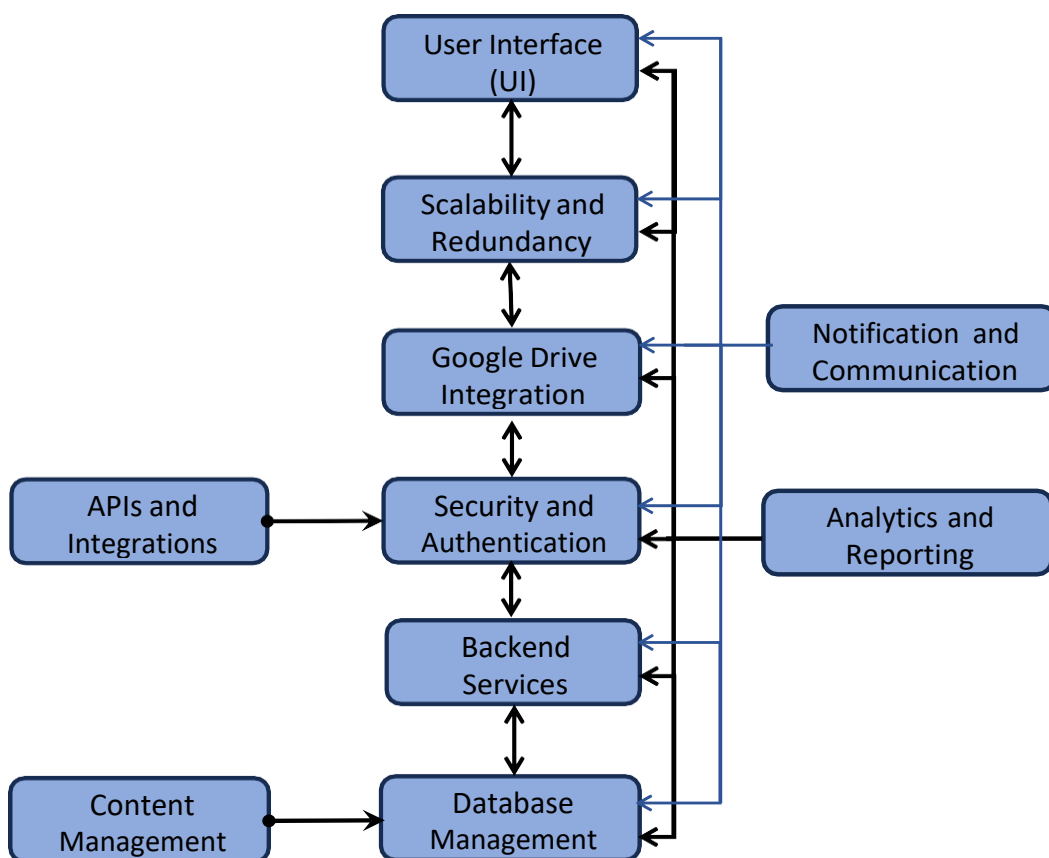 User Interface
(UI)
Scalability and
Redundancy
Google Drive
Integration
Notification and
Communication
APIs and
Integrations
Security and
Authentication
Analytics and
Reporting
Backend
Services
Content
Management
Database
Management